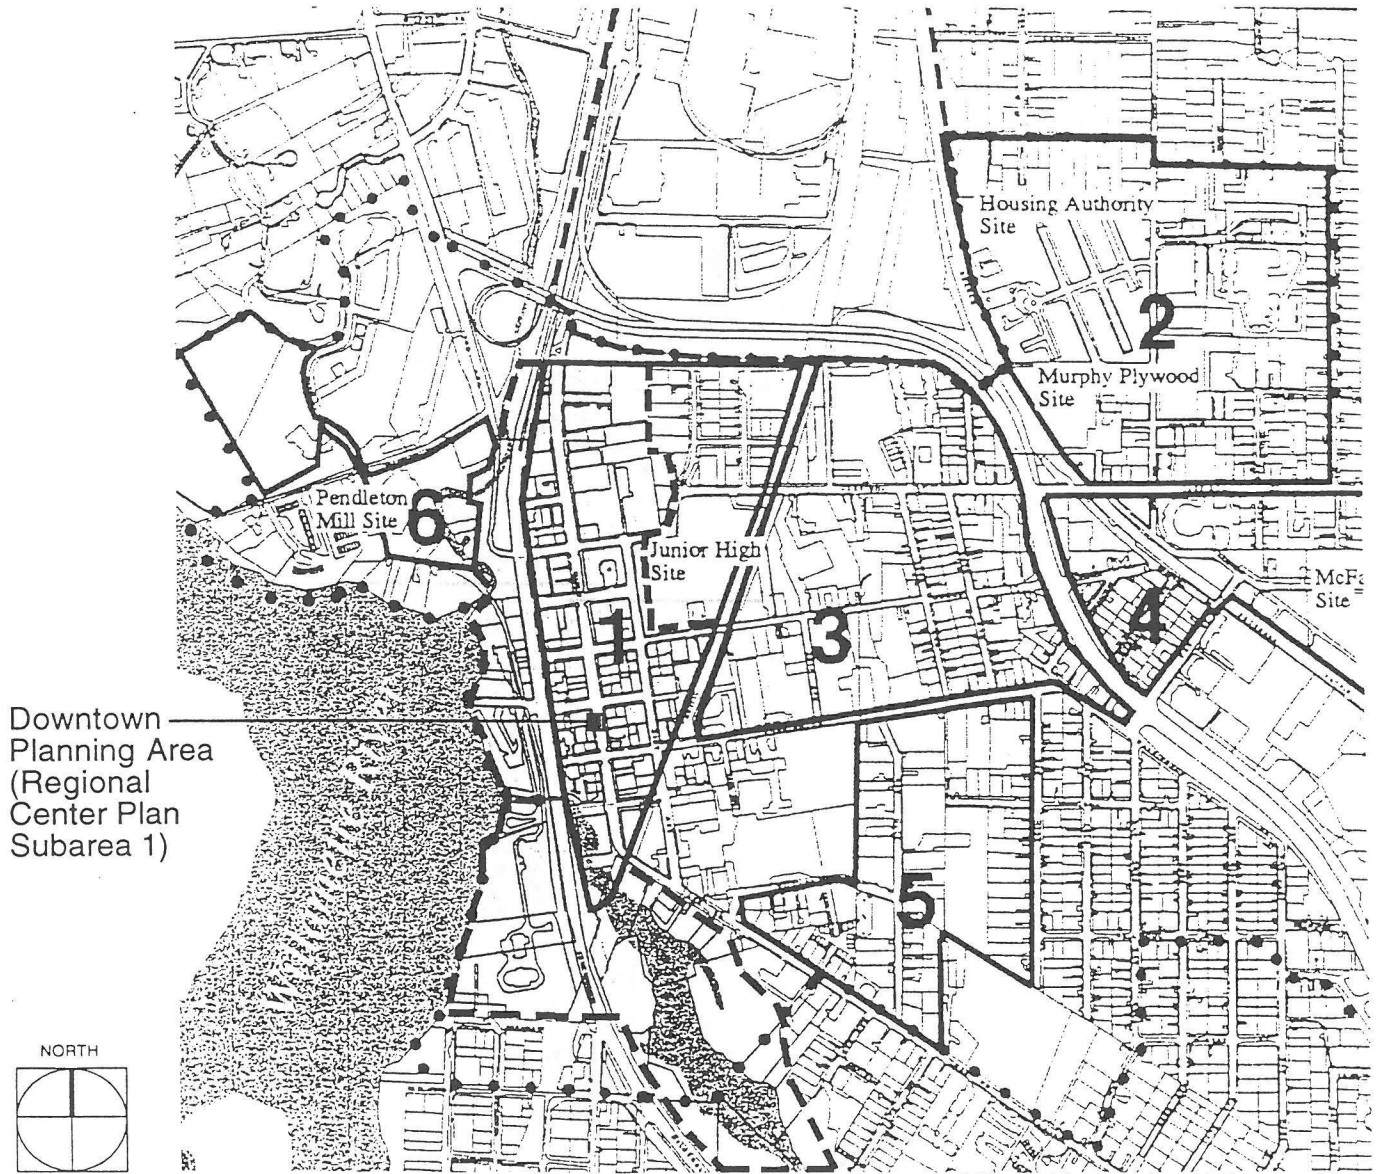 Housing Authority
Site
2
Murphy Plywood
Site
Pendleton
Mill Site
6
Junior High
Site
1
3
4
Site
Downtown
Planning Area
(Regional
Center Plan
Subarea 1)
5
NORTH